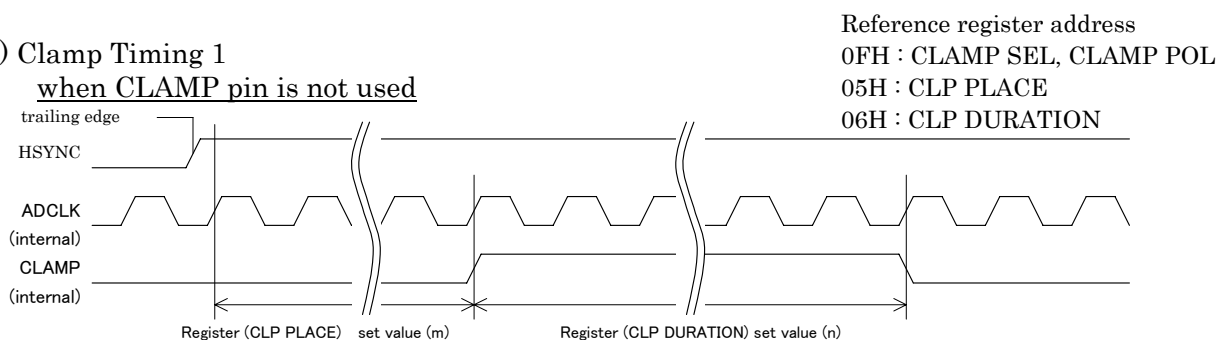 ) Clamp Timing 1
when CLAMP pin is not used
Reference register address
0FH : CLAMP SEL, CLAMP POL
05H : CLP PLACE
06H : CLP DURATION
trailing edge
HSYNC
ADCLK
(internal)
CLAMP
(internal)
Register (CLP PLACE) set value (m)
Register (CLP DURATION) set value (n)